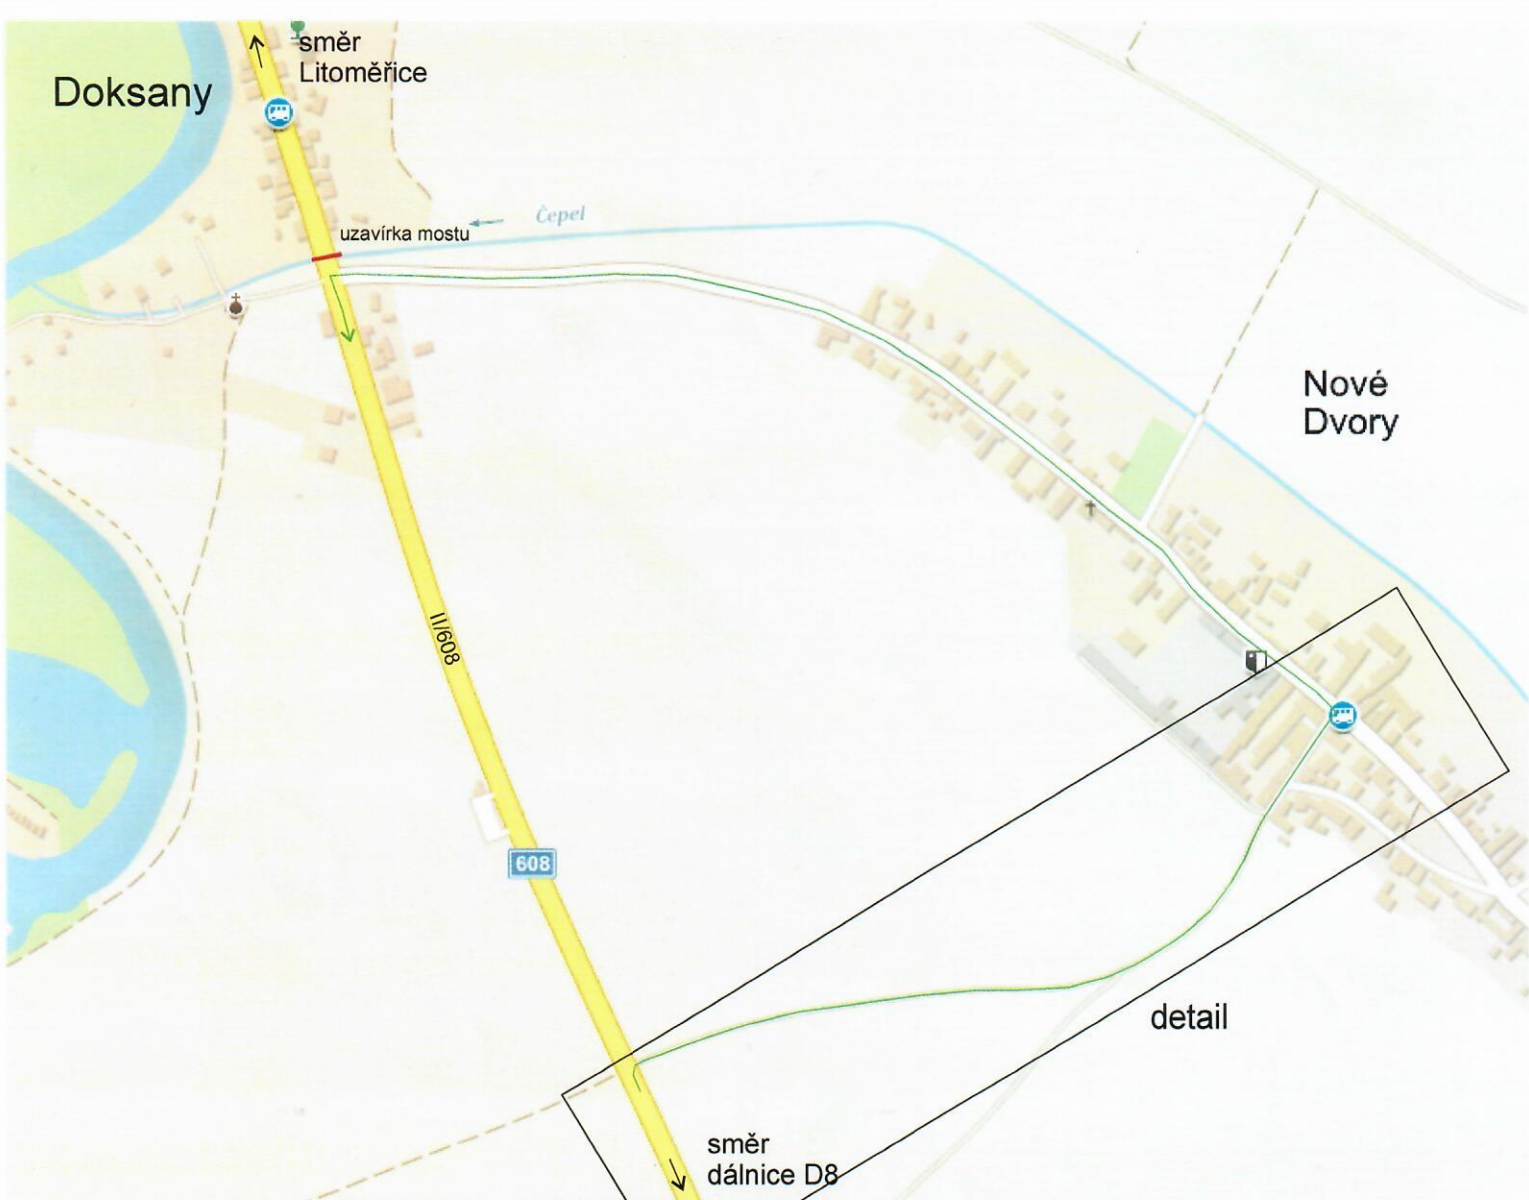 směr
Litoměřice
Doksany
Čepel
uzavírka mostu
Nové
Dvory
II/608
608
detail
směr
dálnice D8